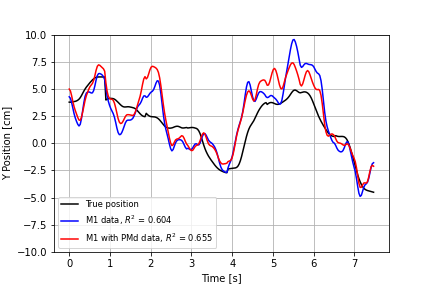 10.0
7.5
5.0
2.5
0.0
−2.5
−5.0
−7.5
−10.0
Y Position [cm]
True position
M1 data, R² = 0.604
M1 with PMd data, R² = 0.655
0 1 2 3 4 5 6 7
Time [s]